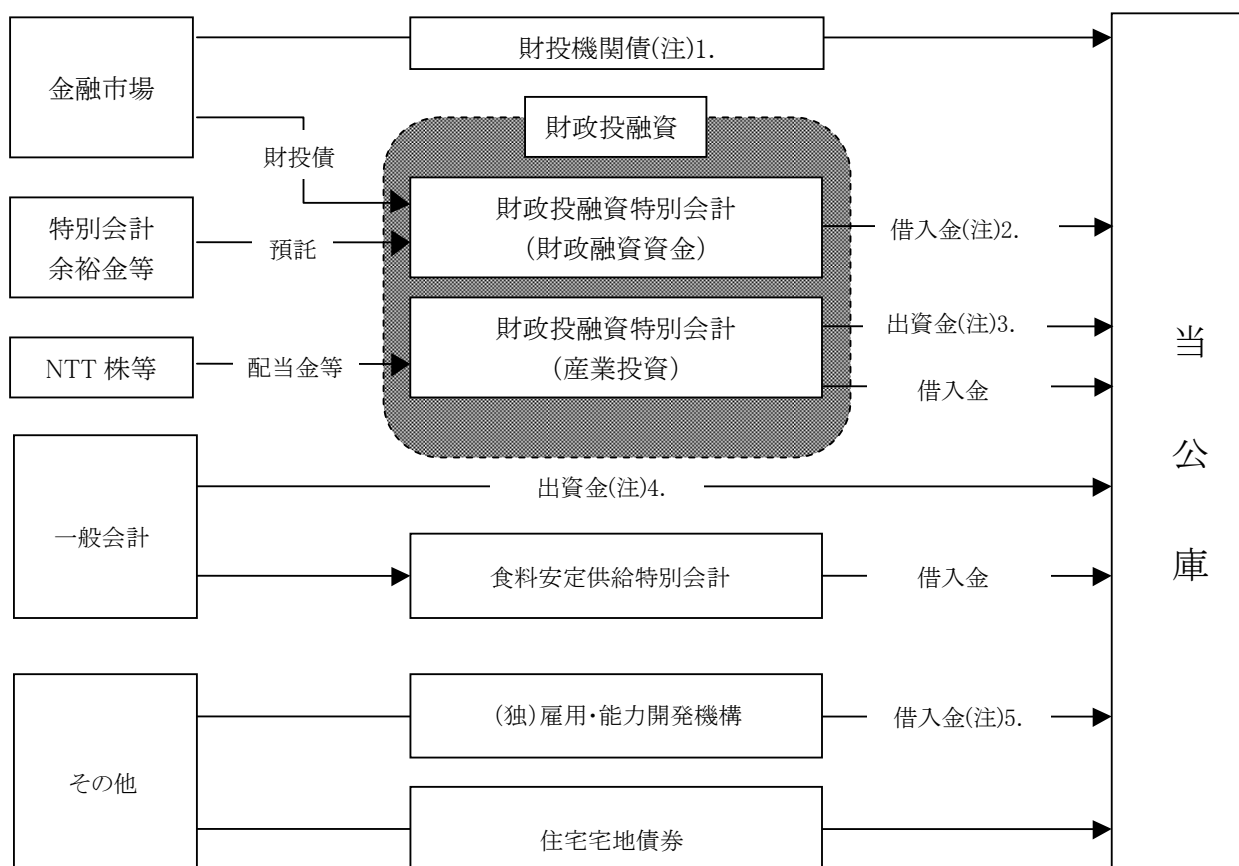 財投機関債(注)1.
金融市場
財政投融資
財投債
財政投融資特別会計
(財政融資資金)
特別会計
余裕金等
預託
借入金(注)2.
財政投融資特別会計
(産業投資)
出資金(注)3.
NTT 株等
配当金等
借入金
当
公
庫
出資金(注)4.
一般会計
食料安定供給特別会計
借入金
(独)雇用・能力開発機構
借入金(注)5.
その他
住宅宅地債券